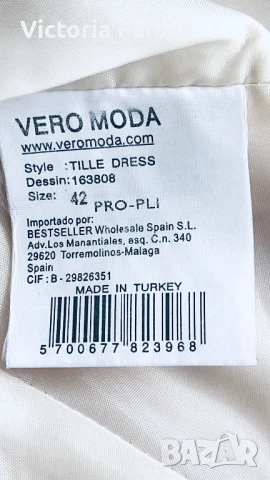 Victoria Fa
VERO MODA
www.veromoda.com
Style :TILLE DRESS
Dessin:163808
Size: 42 PRO-PLI
Importado por:
BESTSELLER Wholesale Spain S.L.
Adv.Los Manantiales, esq. C.n. 340
29620 Torremolinos-Malaga
Spain
CIF: B - 29826351
5 700677 823968
MADE IN TURKEY
BAZAR